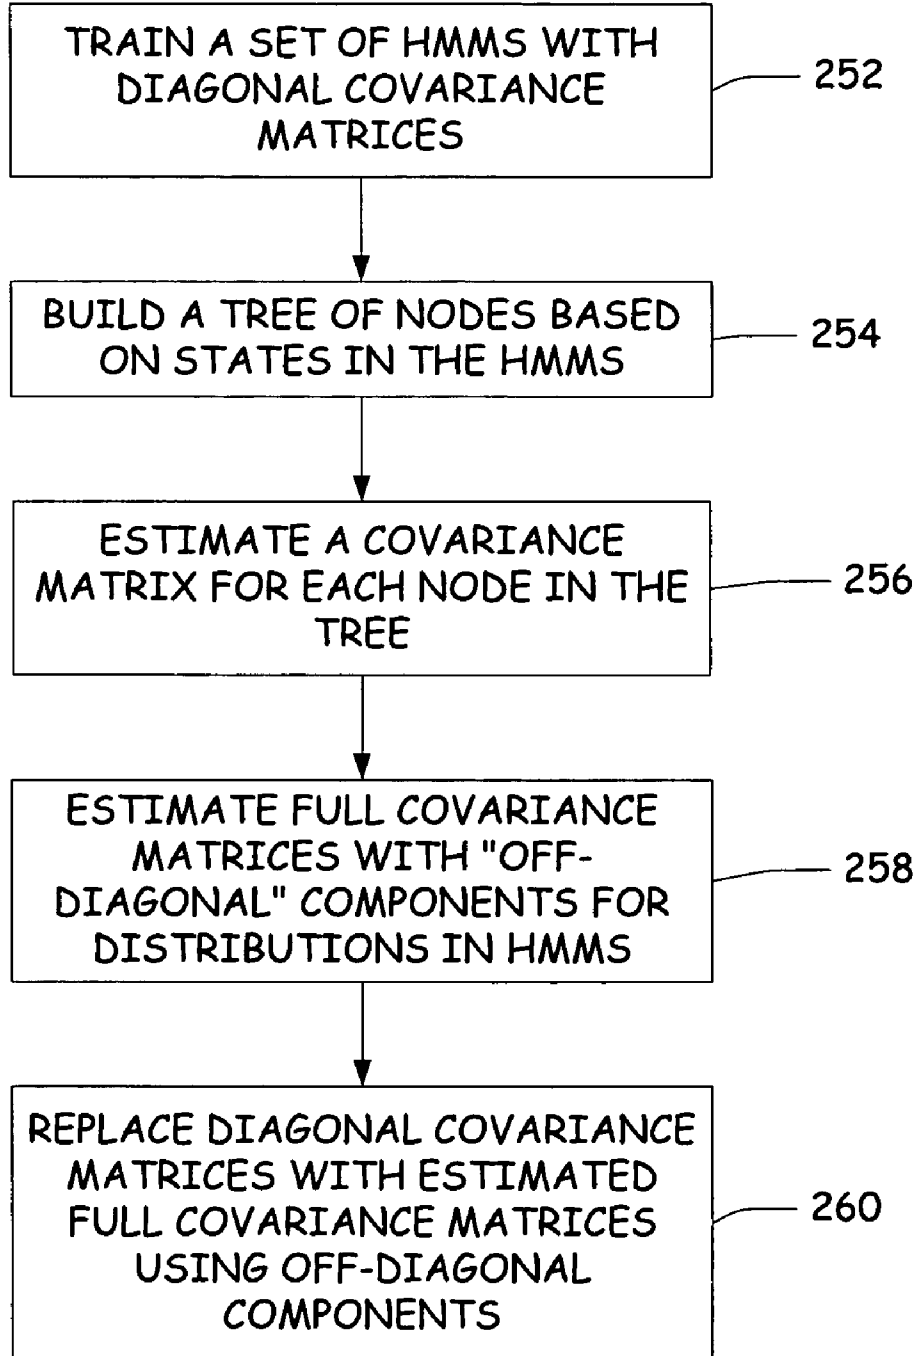 TRAIN A SET OF HMMS WITH
DIAGONAL COVARIANCE
MATRICES
252
BUILD A TREE OF NODES BASED
ON STATES IN THE HMMS
254
ESTIMATE A COVARIANCE
MATRIX FOR EACH NODE IN THE
TREE
256
ESTIMATE FULL COVARIANCE
MATRICES WITH "OFF-
DIAGONAL" COMPONENTS FOR
DISTRIBUTIONS IN HMMS
258
REPLACE DIAGONAL COVARIANCE
MATRICES WITH ESTIMATED
FULL COVARIANCE MATRICES
USING OFF-DIAGONAL
COMPONENTS
260